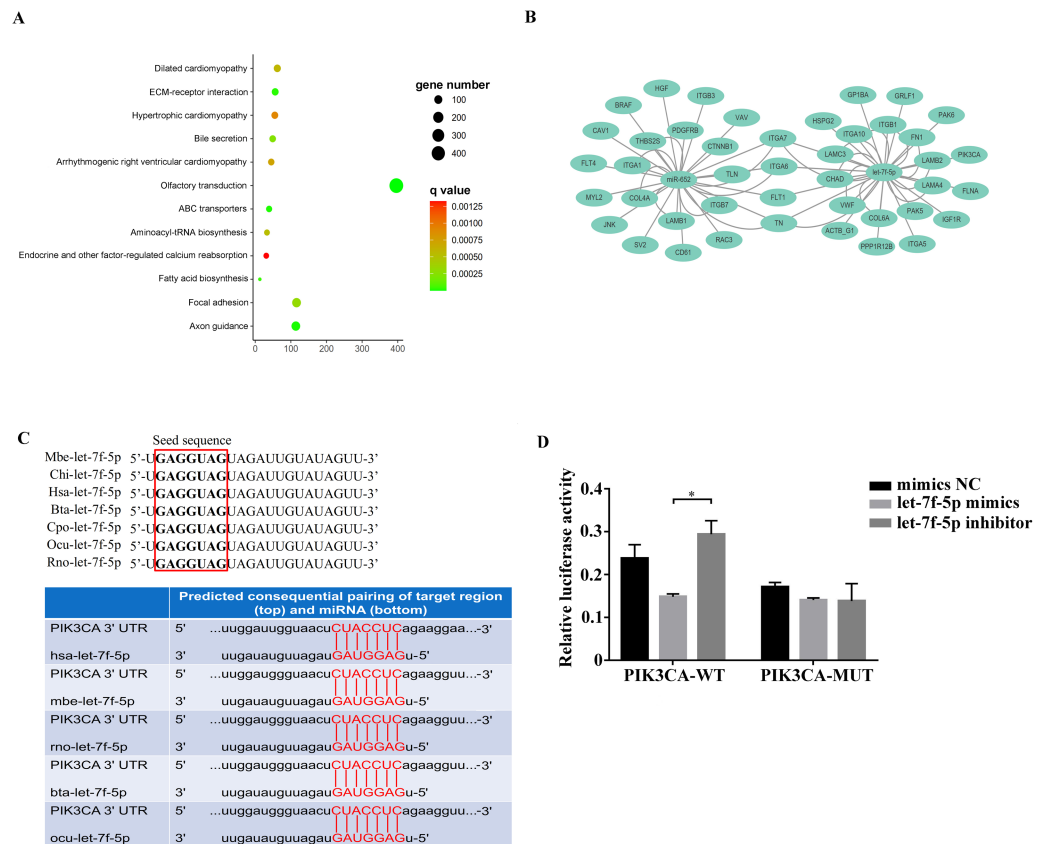 A
Dilated cardiomyopathy
ECM-receptor interaction
Hypertrophic cardiomyopathy
Bile secretion
Arrhythmogenic right ventricular cardiomyopathy
Olfactory transduction
ABC transporters
Aminoacyl-tRNA biosynthesis
Endocrine and other factor-regulated calcium reabsorption
Fatty acid biosynthesis
Focal adhesion
Axon guidance
0 100 200 300 400
gene number
100
200
300
400
q value
0.00125
0.00100
0.00075
0.00050
0.00025
B
HGF
ITGB3
BRAF
VAV
CAV1
THBS2S
PDGFRB
CTNNB1
FLT4
ITGA1
miR-652
TLN
MYL2
COL4A
ITGB7
JNK
LAMB1
RAC3
SV2
CD61
ITGA7
ITGA6
FLT1
TN
GP1BA
GRLF1
HSPG2
ITGA10
ITGB1
PAK6
FN1
LAMC3
LAMB2
PIK3CA
CHAD
let-7f-5p
LAMA4
FLNA
VWF
COL6A
PAK5
IGF1R
ACTB_G1
PPP1R12B
ITGA5
C
Seed sequence
Mbe-let-7f-5p 5'-UGAGGUAGUAGAUUGUAUAGUU-3'
Chi-let-7f-5p 5'-UGAGGUAGUAGAUUGUAUAGUU-3'
Hsa-let-7f-5p 5'-UGAGGUAGUAGAUUGUAUAGUU-3'
Bta-let-7f-5p 5'-UGAGGUAGUAGAUUGUAUAGUU-3'
Cpo-let-7f-5p 5'-UGAGGUAGUAGAUUGUAUAGUU-3'
Ocu-let-7f-5p 5'-UGAGGUAGUAGAUUGUAUAGUU-3'
Rno-let-7f-5p 5'-UGAGGUAGUAGAUUGUAUAGUU-3'
Predicted consequential pairing of target region
(top) and miRNA (bottom)
PIK3CA 3' UTR 5' ...uuggauugguaacuCUACCUCagaaggaa...-3'
hsa-let-7f-5p 3' uugauauguuagauGAUGGAGu-5'
PIK3CA 3' UTR 5' ...uuggaugguaacuCUACCUCagaagguu...-3'
mbe-let-7f-5p 3' uugauauguuagauGAUGGAGu-5'
PIK3CA 3' UTR 5' ...uuggaugguaacuCUACCUCagaagguu...-3'
rno-let-7f-5p 3' uugauauguuagauGAUGGAGu-5'
PIK3CA 3' UTR 5' ...uuggaugguaacuCUACCUCagaagguu...-3'
bta-let-7f-5p 3' uugauauguuagauGAUGGAGu-5'
PIK3CA 3' UTR 5' ...uuggaugguaacuCUACCUCagaagguu...-3'
ocu-let-7f-5p 3' uugauauguuagauGAUGGAGu-5'
D
Relative luciferase activity
0.4
0.3
0.2
0.1
0
*
PIK3CA-WT PIK3CA-MUT
mimics NC
let-7f-5p mimics
let-7f-5p inhibitor